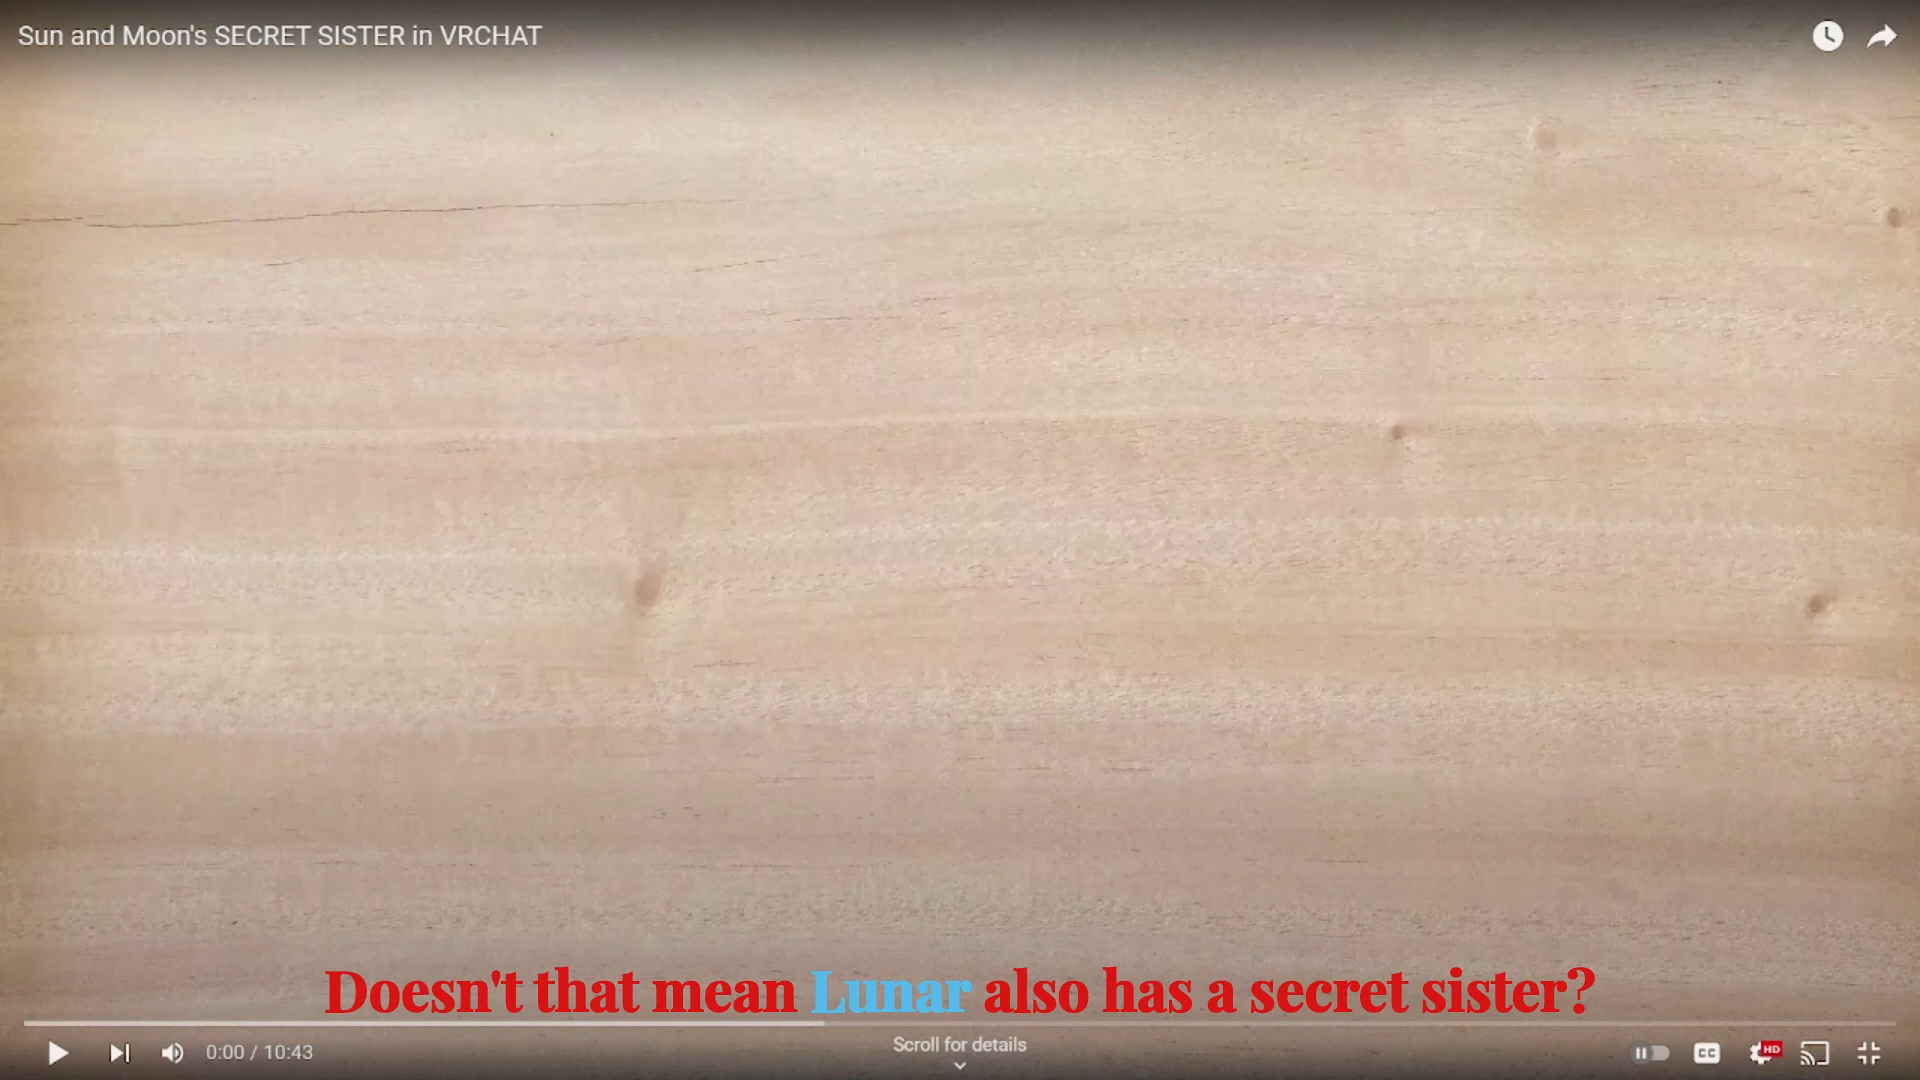 Sun and Moon's SECRET SISTER in VRCHAT
Doesn't that mean Lunar also has a secret sister?
Scroll for details
0:00 / 10:43
CC
HD